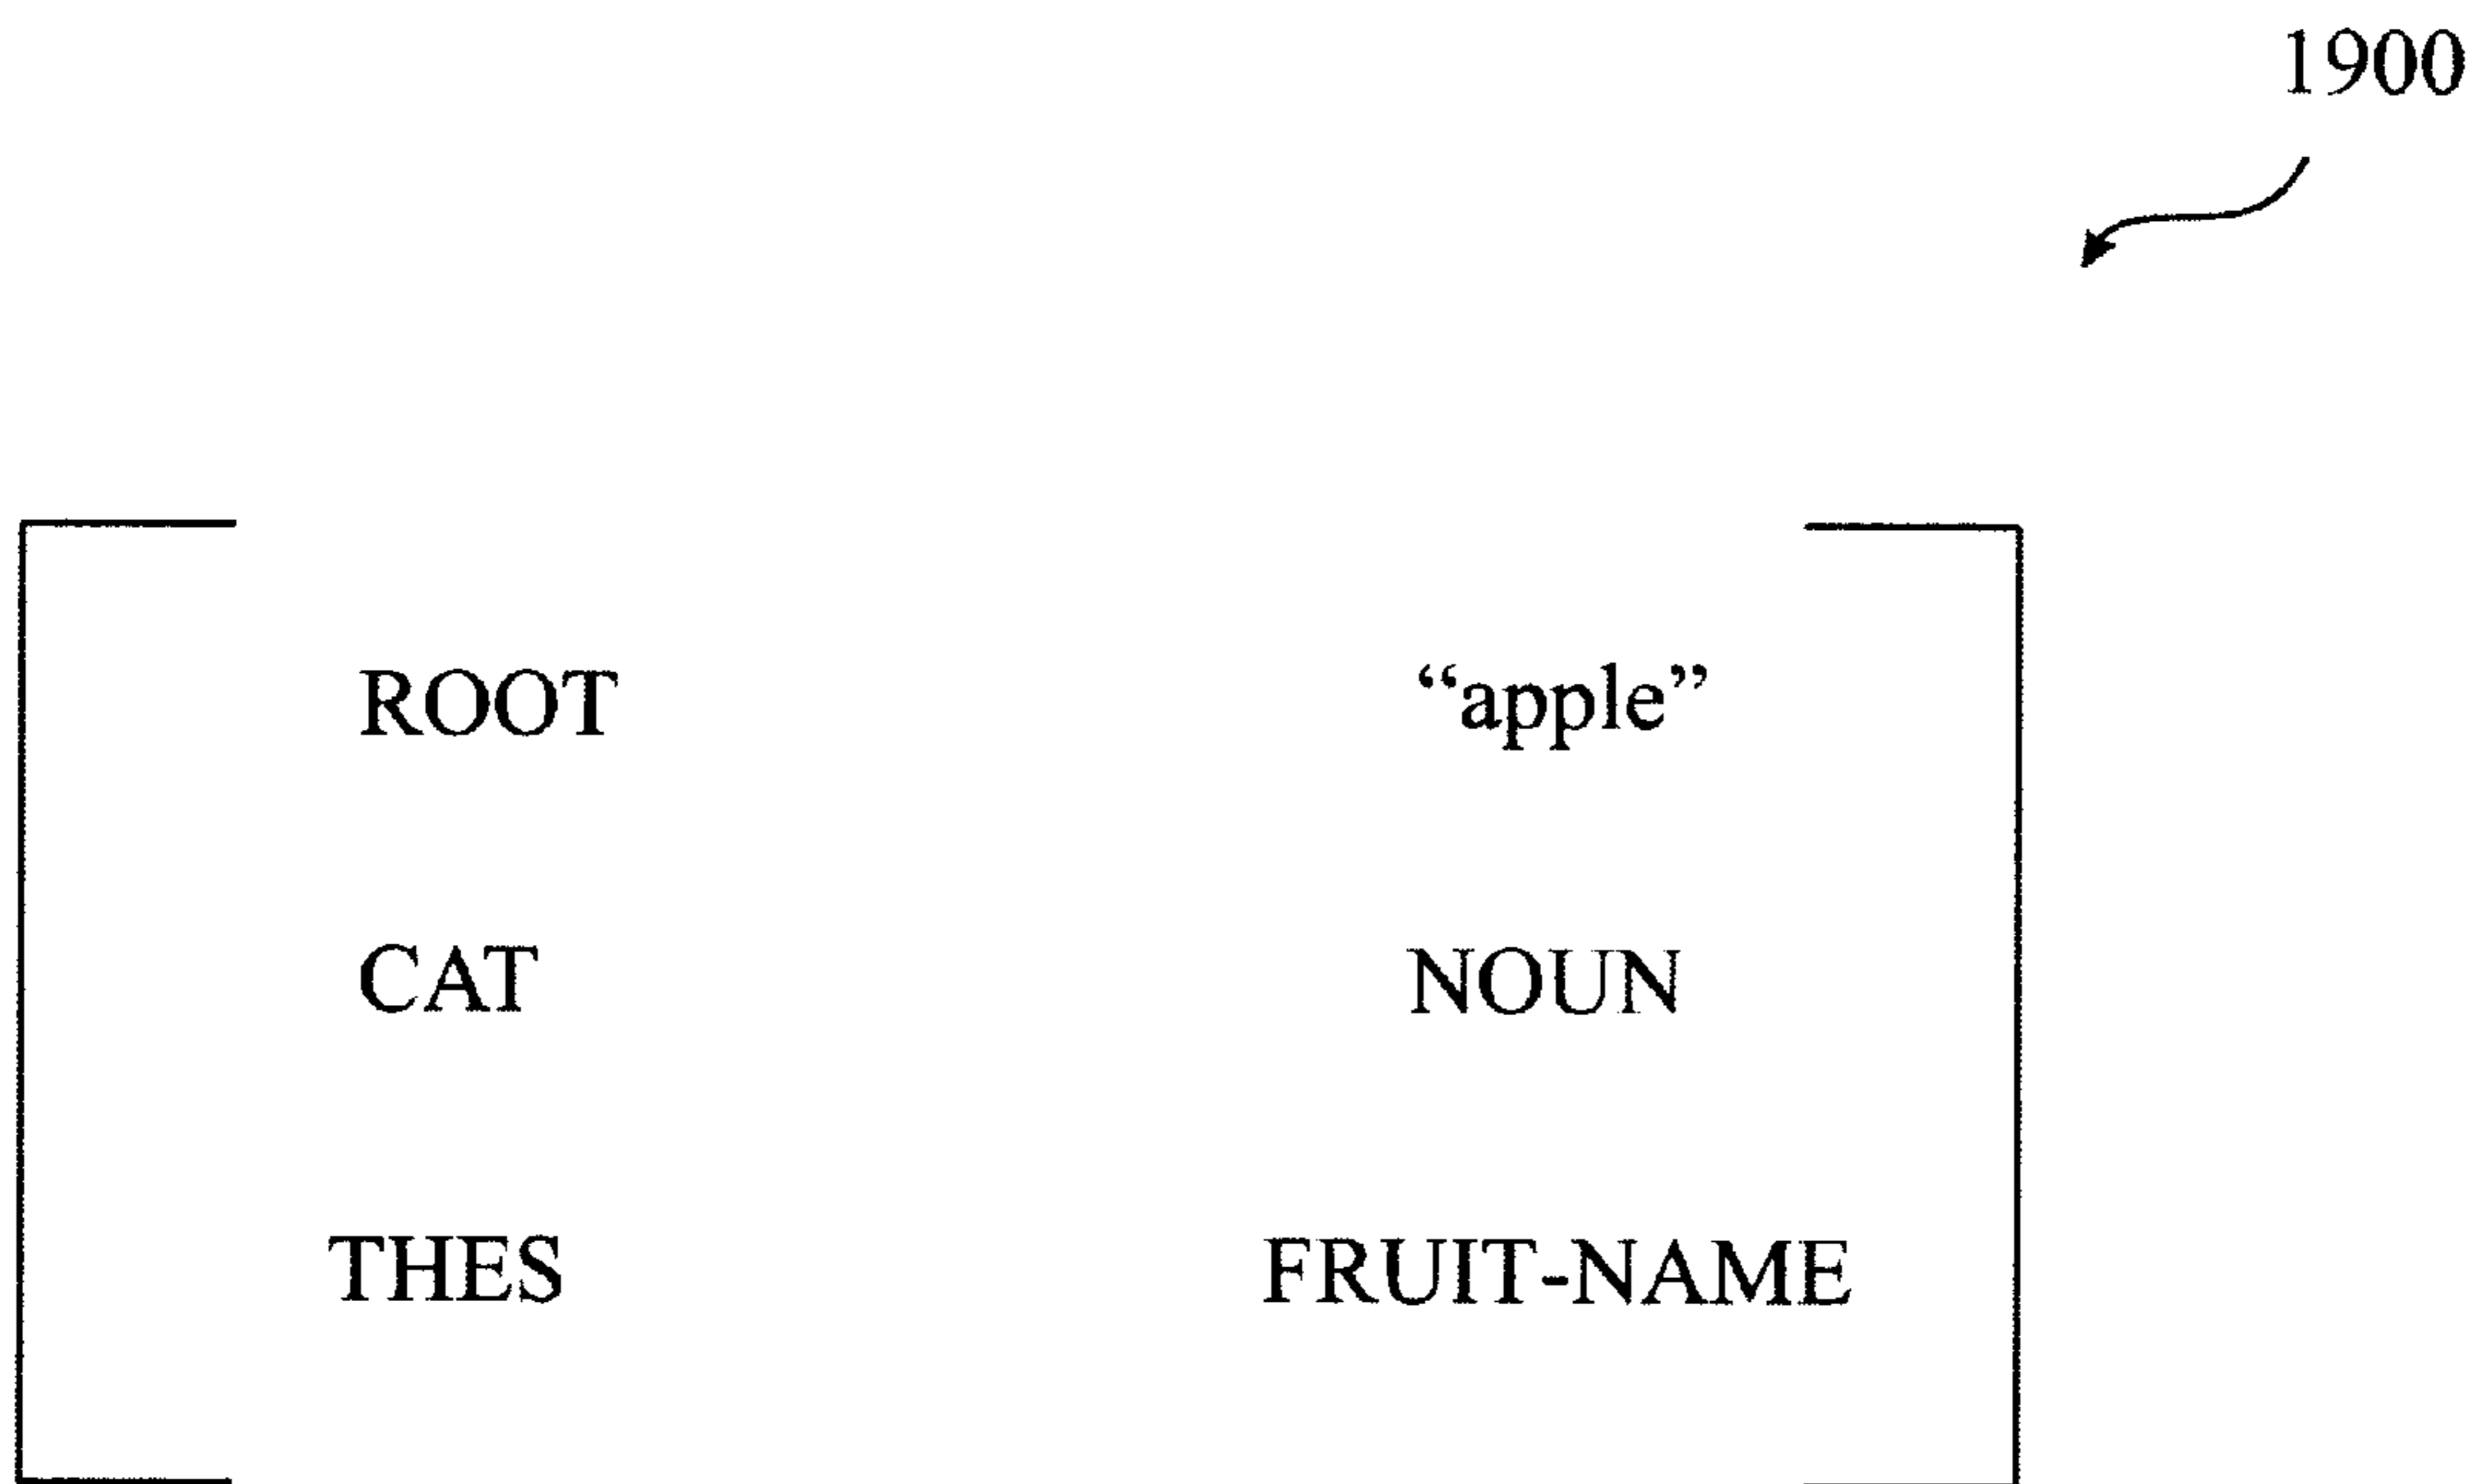 1900
ROOT “apple”
CAT NOUN
THES FRUIT-NAME